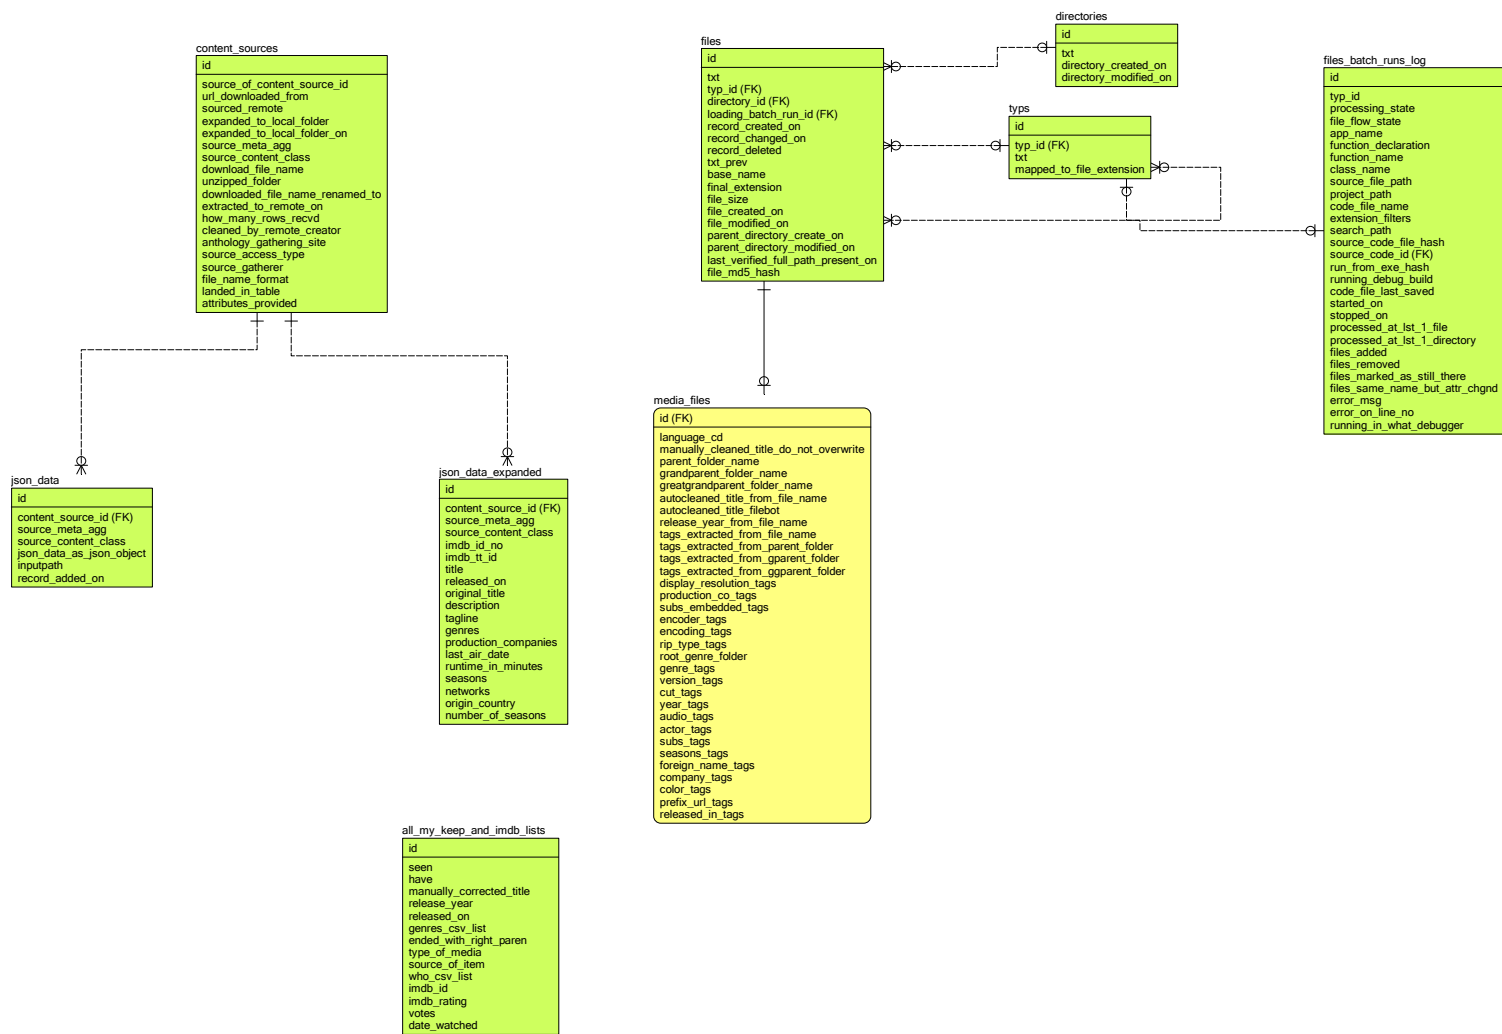 content_sources
id
source_of_content_source_id
url_downloaded_from
sourced_remote
expanded_to_local_folder
expanded_to_local_folder_on
source_meta_agg
source_content_class
download_file_name
unzipped_folder
downloaded_file_name_renamed_to
extracted_to_remote_on
how_many_rows_recvd
cleaned_by_remote_creator
anthology_gathering_site
source_access_type
source_gatherer
file_name_format
landed_in_table
attributes_provided
files
id
txt
typ_id (FK)
directory_id (FK)
loading_batch_run_id (FK)
record_created_on
record_changed_on
record_deleted
txt_prev
base_name
final_extension
file_size
file_created_on
file_modified_on
parent_directory_create_on
parent_directory_modified_on
last_verified_full_path_present_on
file_md5_hash
directories
id
txt
directory_created_on
directory_modified_on
typs
id
typ_id (FK)
txt
mapped_to_file_extension
files_batch_runs_log
id
typ_id
processing_state
file_flow_state
app_name
function_declaration
function_name
class_name
source_file_path
project_path
code_file_name
extension_filters
search_path
source_code_file_hash
source_code_id (FK)
run_from_exe_hash
running_debug_build
code_file_last_saved
started_on
stopped_on
processed_at_lst_1_file
processed_at_lst_1_directory
files_added
files_removed
files_marked_as_still_there
files_same_name_but_attr_chgnd
error_msg
error_on_line_no
running_in_what_debugger
json_data
id
content_source_id (FK)
source_meta_agg
source_content_class
json_data_as_json_object
inputpath
record_added_on
json_data_expanded
id
content_source_id (FK)
source_meta_agg
source_content_class
imdb_id_no
imdb_tt_id
title
released_on
original_title
description
tagline
genres
production_companies
last_air_date
runtime_in_minutes
seasons
networks
origin_country
number_of_seasons
media_files
id (FK)
language_cd
manually_cleaned_title_do_not_overwrite
parent_folder_name
grandparent_folder_name
greatgrandparent_folder_name
autocleaned_title_from_file_name
autocleaned_title_filebot
release_year_from_file_name
tags_extracted_from_file_name
tags_extracted_from_parent_folder
tags_extracted_from_gparent_folder
tags_extracted_from_ggparent_folder
display_resolution_tags
production_co_tags
subs_embedded_tags
encoder_tags
encoding_tags
rip_type_tags
root_genre_folder
genre_tags
version_tags
cut_tags
year_tags
audio_tags
actor_tags
subs_tags
seasons_tags
foreign_name_tags
company_tags
color_tags
prefix_url_tags
released_in_tags
all_my_keep_and_imdb_lists
id
seen
have
manually_corrected_title
release_year
released_on
genres_csv_list
ended_with_right_paren
type_of_media
source_of_item
who_csv_list
imdb_id
imdb_rating
votes
date_watched